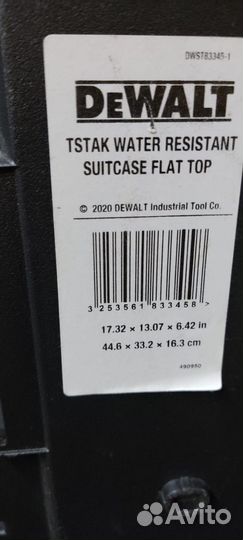 DWST83345-1
DEWALT
TSTAK WATER RESISTANT
SUITCASE FLAT TOP
© 2020 DEWALT Industrial Tool Co.
3 253561 833458 >
17.32 × 13.07 × 6.42 in
44.6 × 33.2 × 16.3 cm
490950
Avito